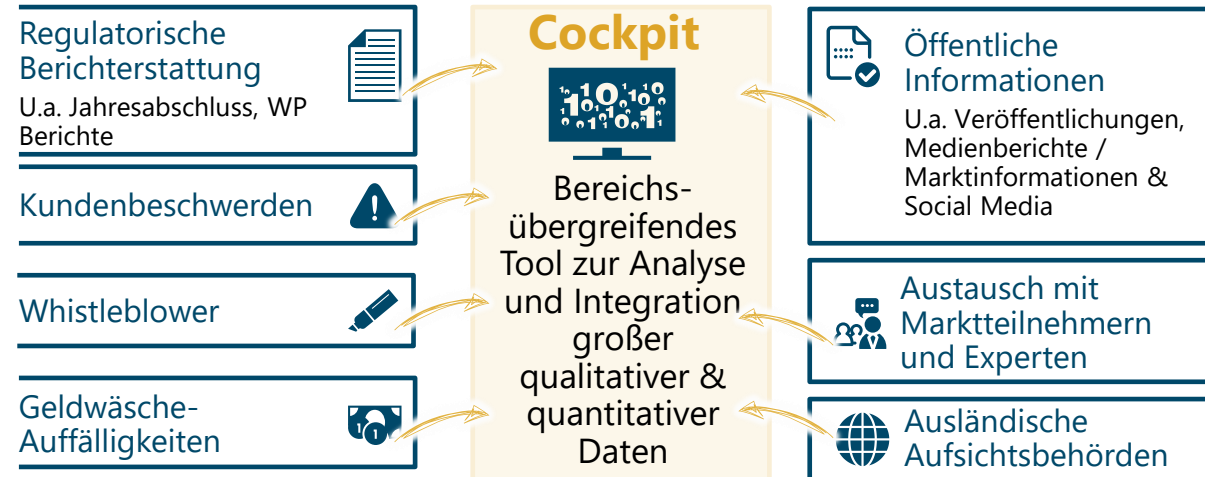 Regulatorische
Berichterstattung
U.a. Jahresabschluss, WP
Berichte
Kundenbeschwerden
Whistleblower
Geldwäsche-
Auffälligkeiten
Cockpit
Bereichs-
übergreifendes
Tool zur Analyse
und Integration
großer
qualitativer &
quantitativer
Daten
Öffentliche
Informationen
U.a. Veröffentlichungen,
Medienberichte /
Marktinformationen &
Social Media
Austausch mit
Marktteilnehmern
und Experten
Ausländische
Aufsichtsbehörden